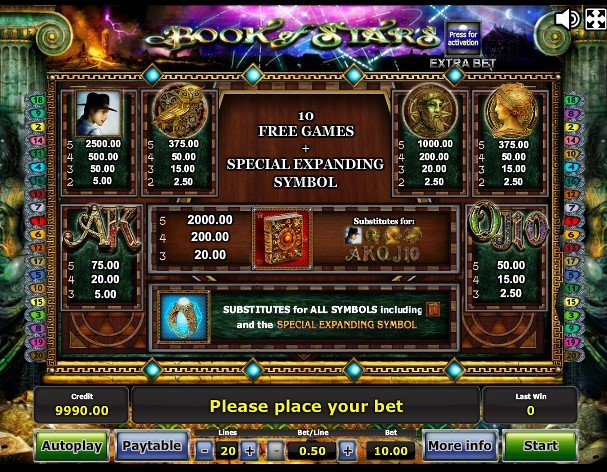 BOOK of STARS
Press for
activation
EXTRA BET
5 2500.00
4 500.00
3 50.00
2 5.00
5 375.00
4 50.00
3 15.00
2 2.50
10
FREE GAMES
+
SPECIAL EXPANDING
SYMBOL
5 1000.00
4 200.00
3 20.00
2 2.50
5 375.00
4 50.00
3 15.00
2 2.50
AK
5 75.00
4 20.00
3 5.00
5 2000.00
4 200.00
3 20.00
Substitutes for:
AKQJ10
QJ10
5 50.00
4 15.00
3 2.50
SUBSTITUTES for ALL SYMBOLS including
and the SPECIAL EXPANDING SYMBOL
Credit
9990.00
Please place your bet
Last Win
0
Autoplay
Paytable
Lines
- 20 +
Bet/Line
- 0.50 +
Bet
10.00
More info
Start